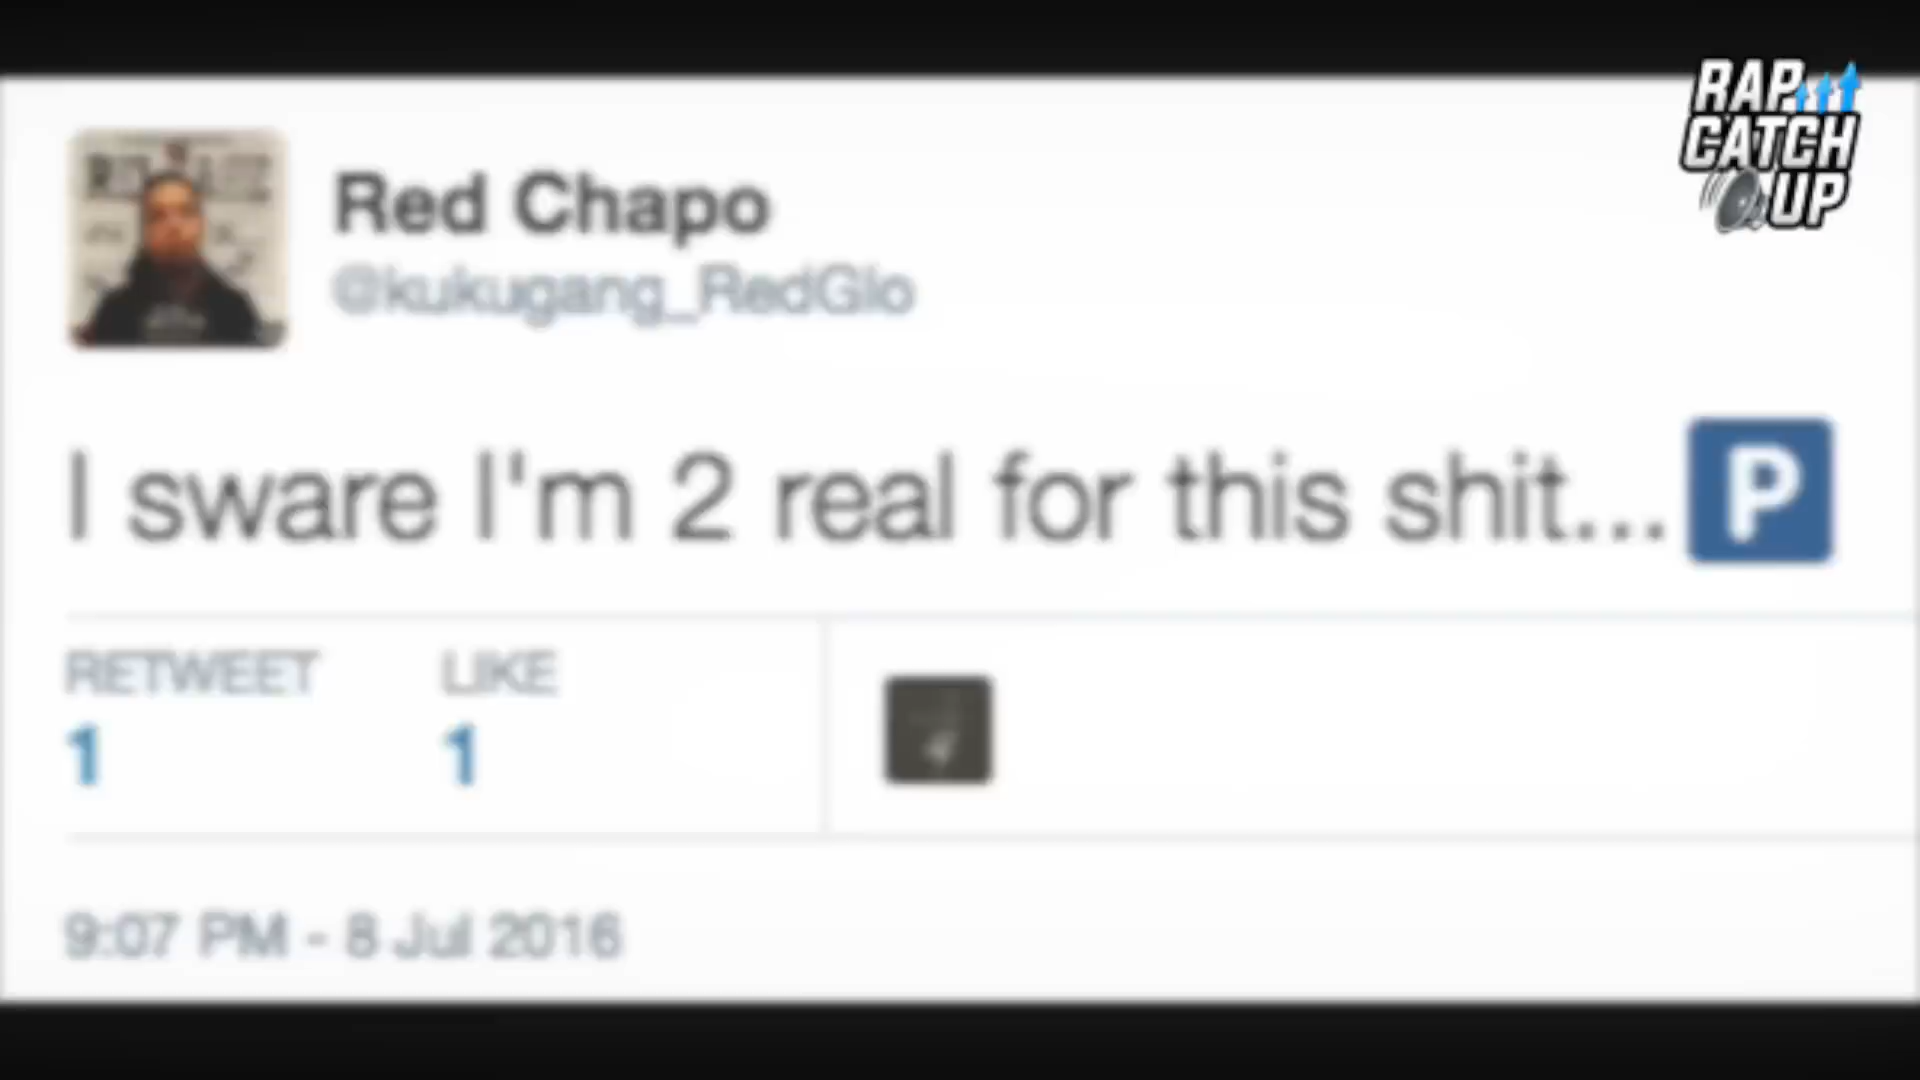 RAP
CATCH
UP
Red Chapo
@kukugang_RedGlo
I sware I'm 2 real for this shit...🅿️
RETWEET LIKE
1 1
9:07 PM - 8 Jul 2016